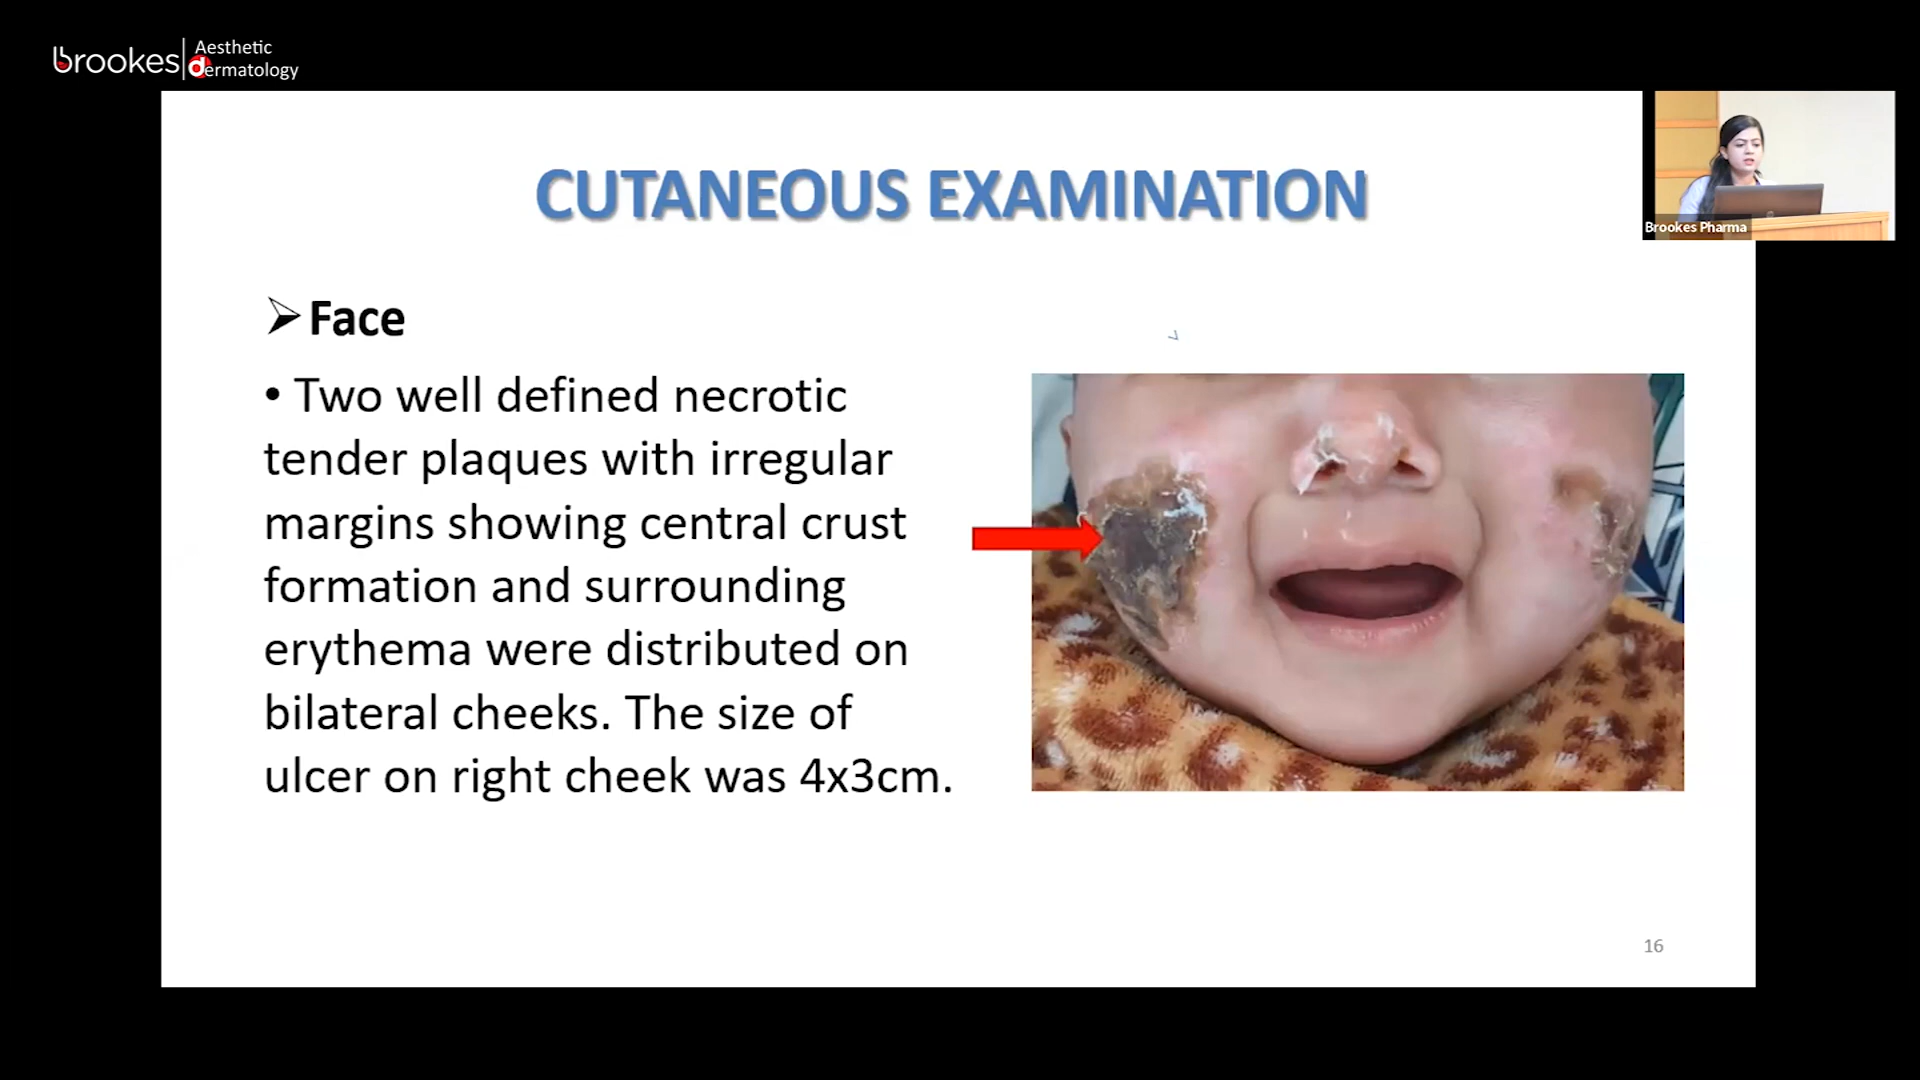 brookes
Aesthetic
dermatology
CUTANEOUS EXAMINATION
Brookes Pharma
➢ Face
• Two well defined necrotic
tender plaques with irregular
margins showing central crust
formation and surrounding
erythema were distributed on
bilateral cheeks. The size of
ulcer on right cheek was 4x3cm.
16